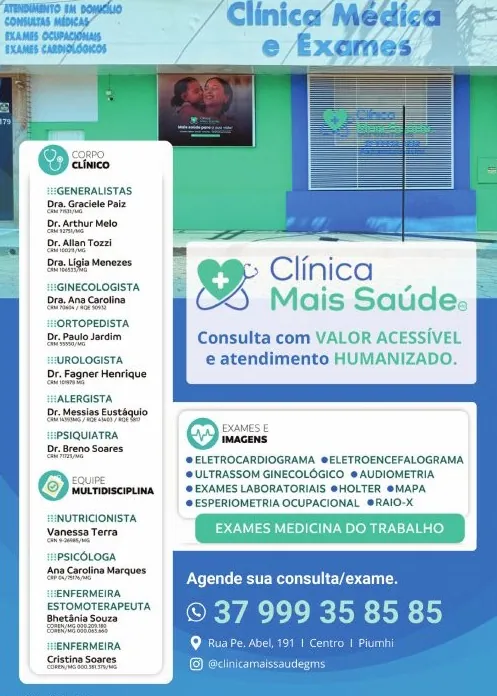 ATENDIMENTO EM DOMICÍLIO
CONSULTAS MÉDICAS
EXAMES OCUPACIONAIS
EXAMES CARDIOLÓGICOS
Clínica Médica
e Exames
CORPO
CLÍNICO
GENERALISTAS
Dra. Graciele Paiz
Dr. Arthur Melo
Dr. Allan Tozzi
Dra. Lígia Menezes
GINECOLOGISTA
Dra. Ana Carolina
ORTOPEDISTA
Dr. Paulo Jardim
UROLOGISTA
Dr. Fagner Henrique
ALERGISTA
Dr. Messias Eustáquio
PSIQUIATRA
Dr. Breno Soares
EQUIPE
MULTIDISCIPLINA
NUTRICIONISTA
Vanessa Terra
PSICÓLOGA
Ana Carolina Marques
ENFERMEIRA
ESTOMOTERAPEUTA
Bhetânia Souza
ENFERMEIRA
Cristina Soares
Clínica
Mais Saúde
Clínica
Mais Saúde
Consulta com VALOR ACESSÍVEL
e atendimento HUMANIZADO.
EXAMES E
IMAGENS
●ELETROCARDIOGRAMA ●ELETROENCEFALOGRAMA
●ULTRASSOM GINECOLÓGICO ●AUDIOMETRIA
●EXAMES LABORATORIAIS ●HOLTER ●MAPA
●ESPERIOMETRIA OCUPACIONAL ●RAIO-X
EXAMES MEDICINA DO TRABALHO
Agende sua consulta/exame.
37 999 35 85 85
Rua Pe. Abel, 191 I Centro I Piumhi
@clinicamaissaudegms